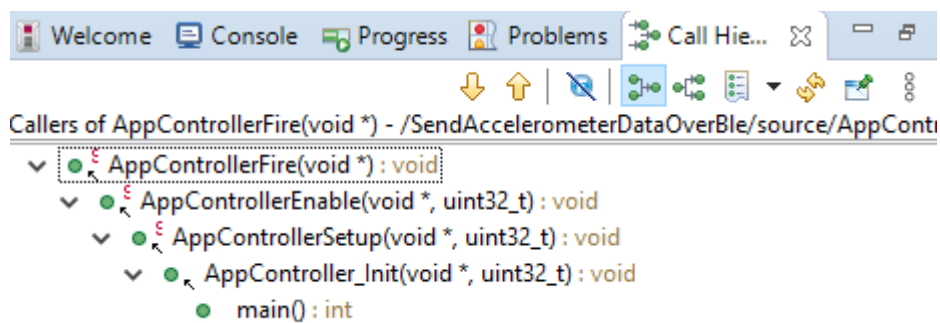 Welcome Console Progress Problems Call Hie...
Callers of AppControllerFire(void *) - /SendAccelerometerDataOverBle/source/AppContr
S AppControllerFire(void *) : void
S AppControllerEnable(void *, uint32_t) : void
S AppControllerSetup(void *, uint32_t) : void
AppController_Init(void *, uint32_t) : void
main() : int